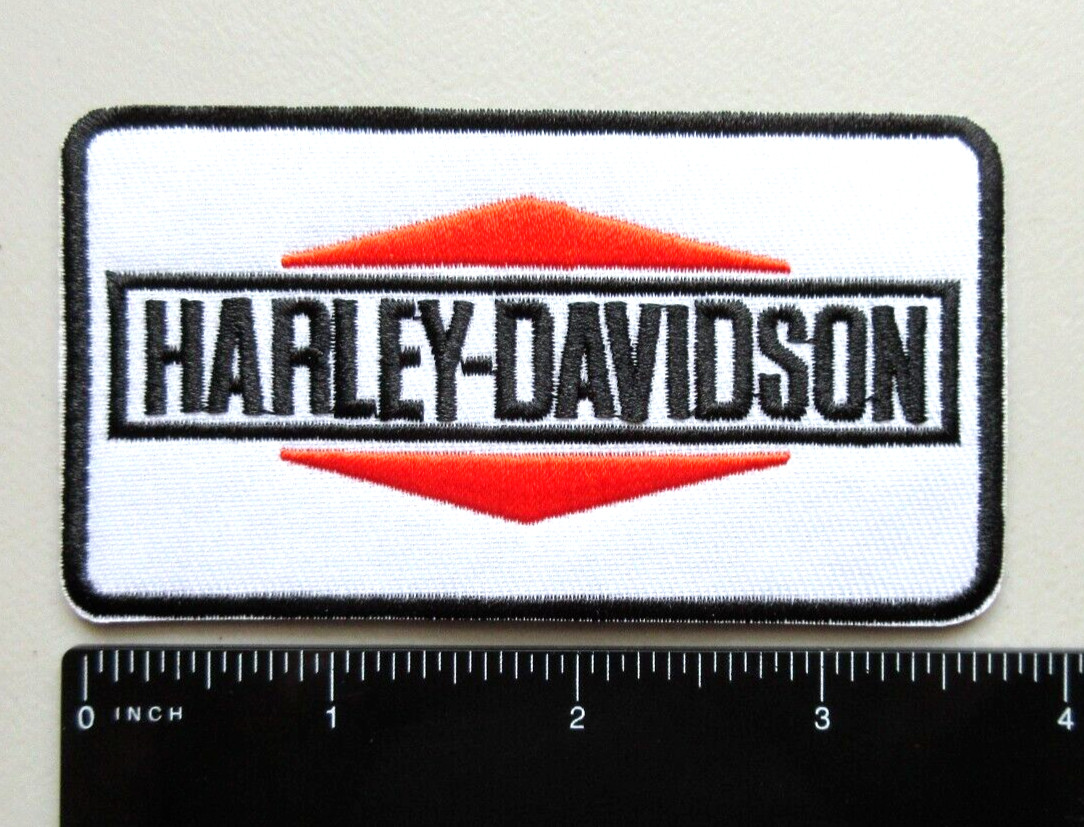 HARLEY-DAVIDSON
0 INCH 1 2 3 4